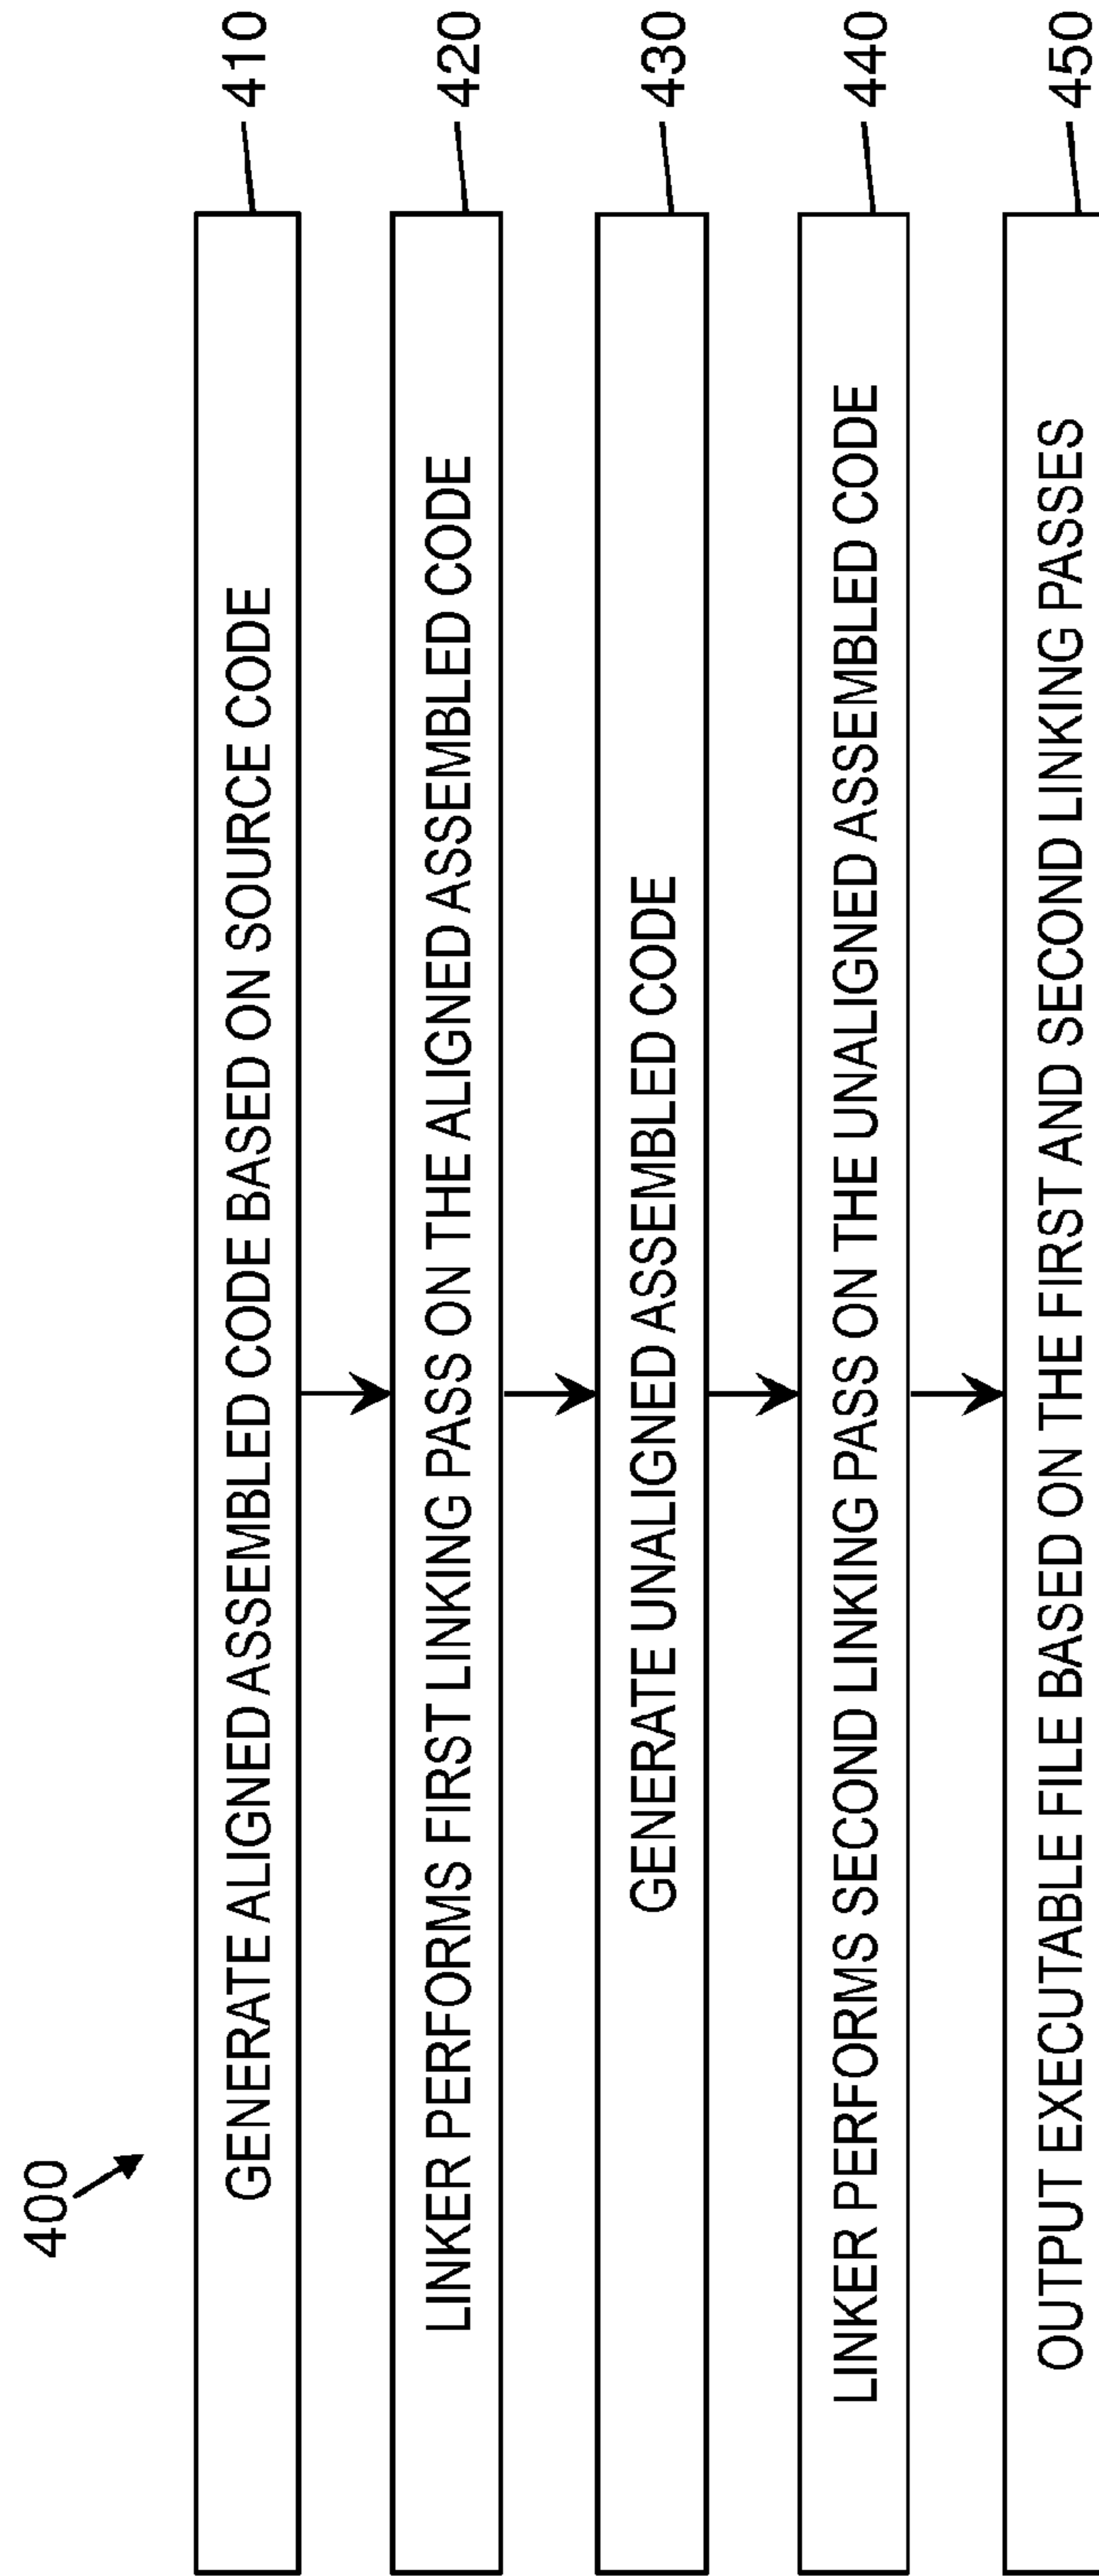 400
GENERATE ALIGNED ASSEMBLED CODE BASED ON SOURCE CODE
410
LINKER PERFORMS FIRST LINKING PASS ON THE ALIGNED ASSEMBLED CODE
420
GENERATE UNALIGNED ASSEMBLED CODE
430
LINKER PERFORMS SECOND LINKING PASS ON THE UNALIGNED ASSEMBLED CODE
440
OUTPUT EXECUTABLE FILE BASED ON THE FIRST AND SECOND LINKING PASSES
450